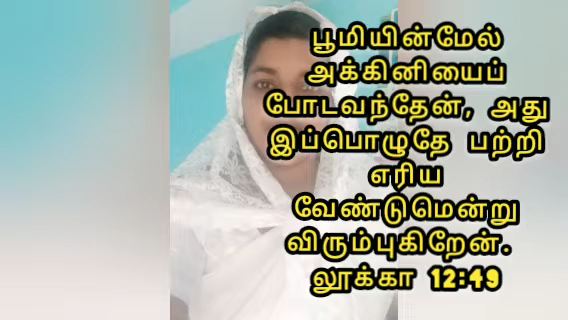 பூமியின்மேல்
அக்கினியைப்
போடவந்தேன், அது
இப்பொழுதே பற்றி
எரிய
வேண்டுமென்று
விரும்புகிறேன்.
லூக்கா 12:49